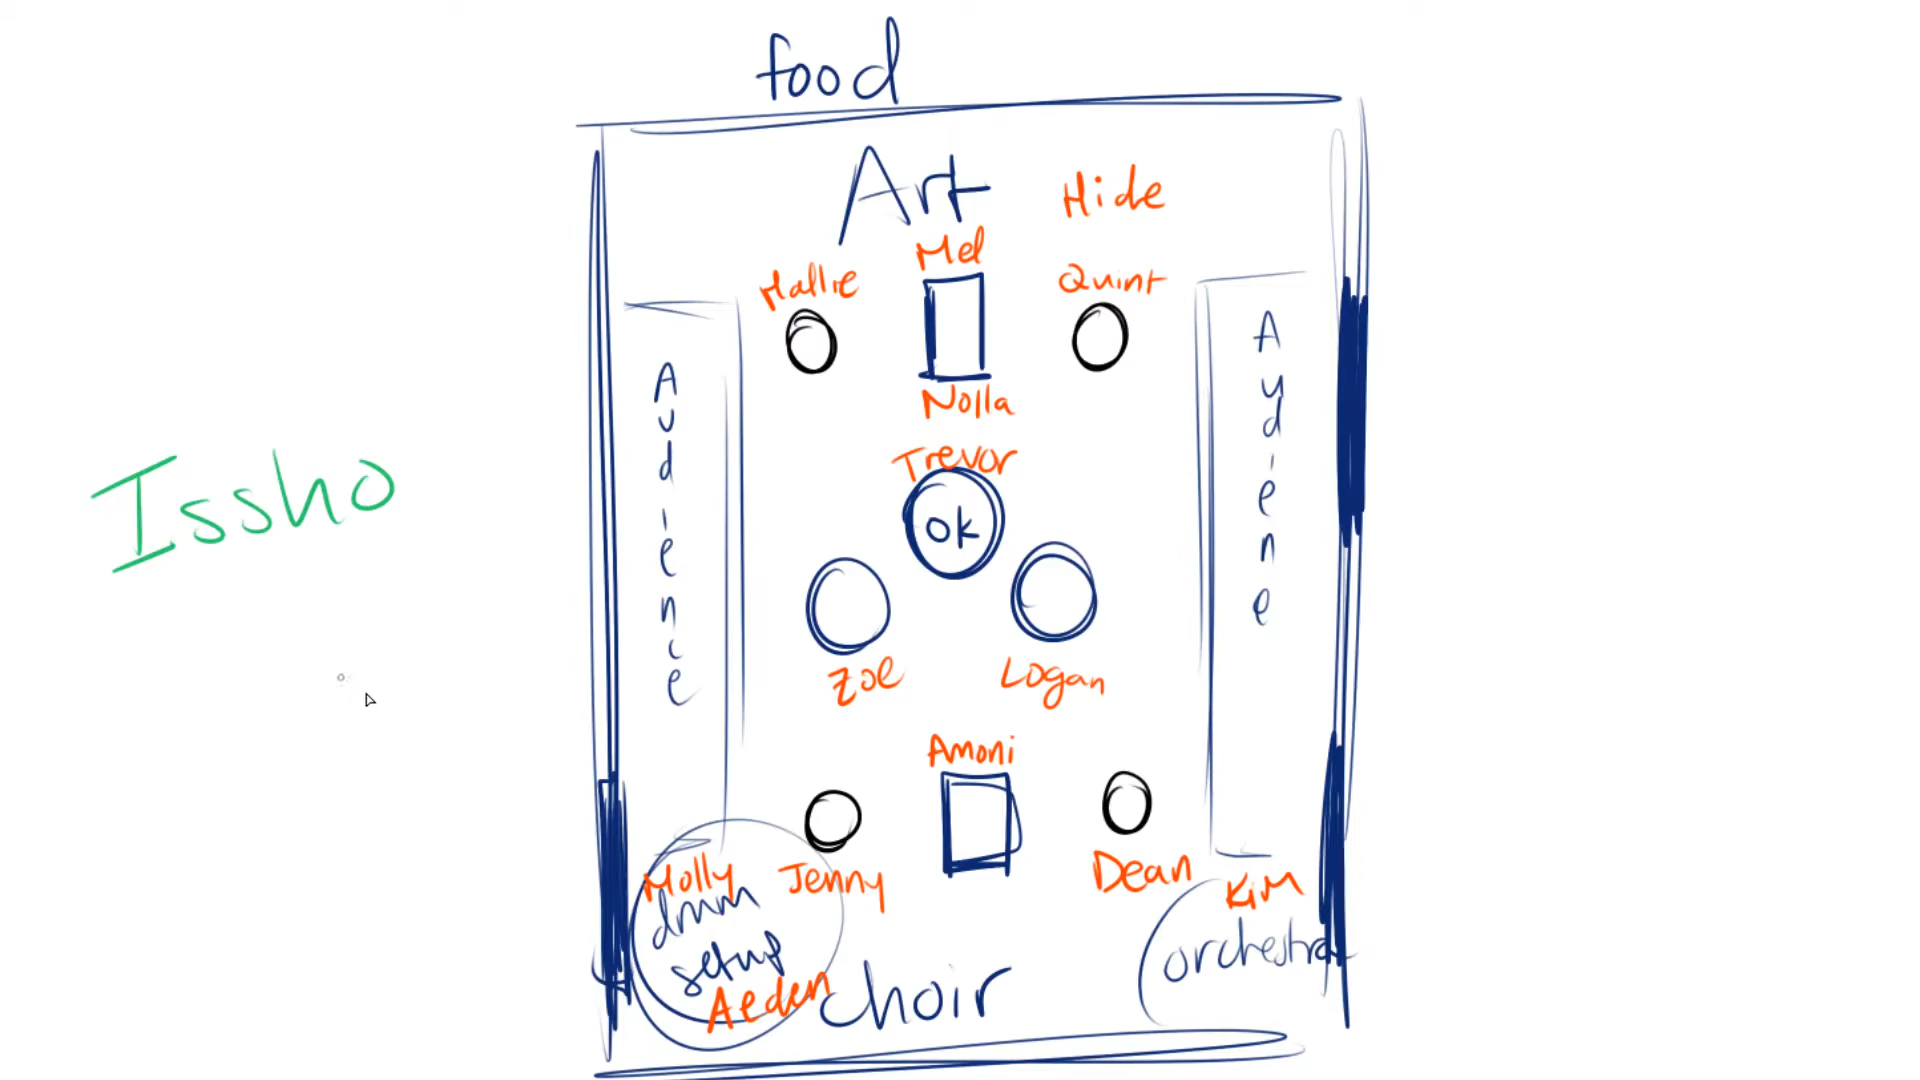 food
Art
Hide
Mel
Mallie
Quint
Nolla
Trevor
ok
Audience
Audiene
Issho
Zoe
Logan
Amoni
Molly
Jenny
Dean
Kim
drum
setup
orchestra
Aeden
choir